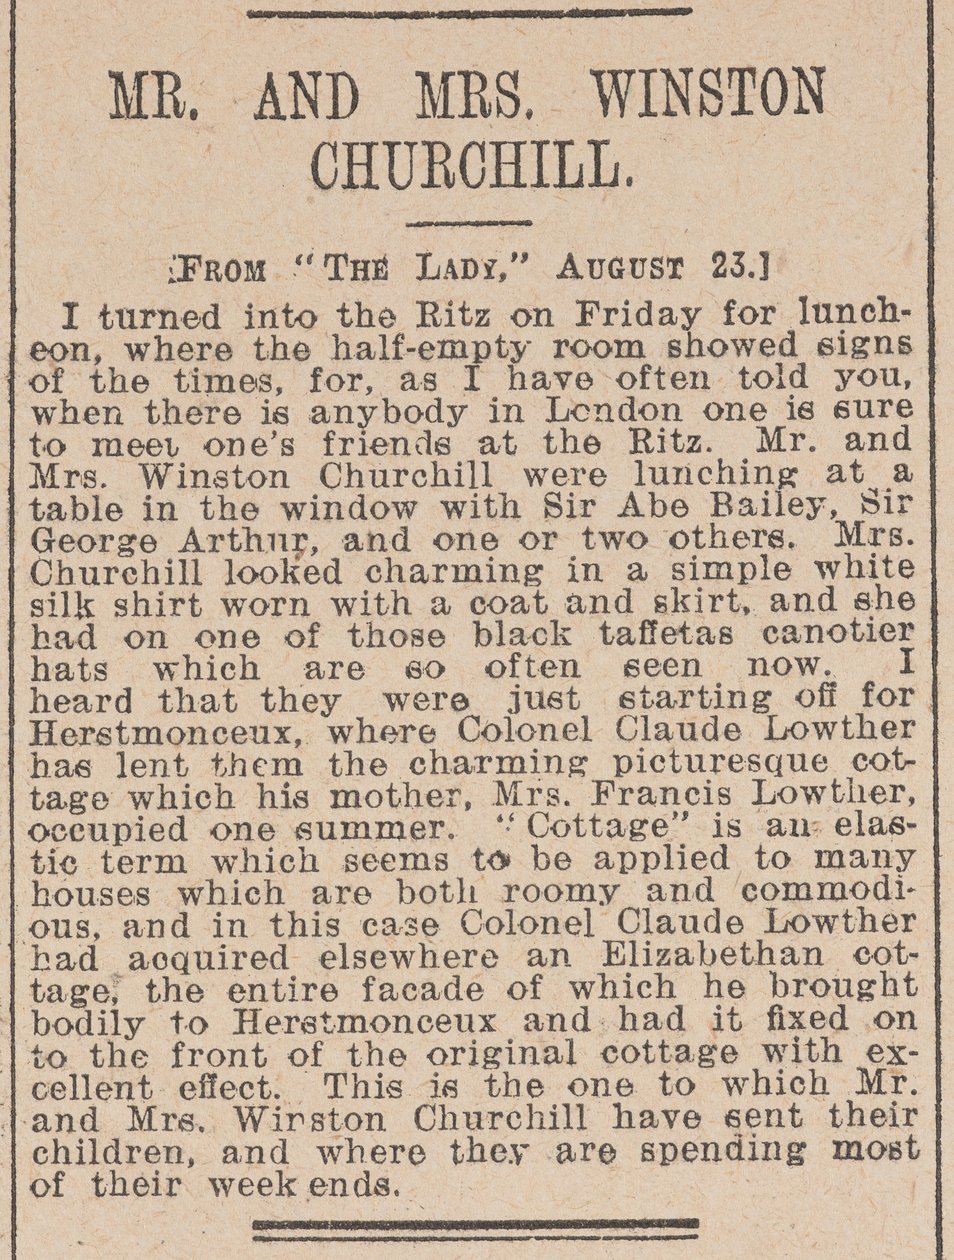 MR. AND MRS. WINSTON
CHURCHILL.
[FROM "THE LADY," AUGUST 23.]
I turned into the Ritz on Friday for lunch-
eon, where the half-empty room showed signs
of the times, for, as I have often told you,
when there is anybody in London one is sure
to meet one's friends at the Ritz. Mr. and
Mrs. Winston Churchill were lunching at a
table in the window with Sir Abe Bailey, Sir
George Arthur, and one or two others. Mrs.
Churchill looked charming in a simple white
silk shirt worn with a coat and skirt, and she
had on one of those black taffetas canotier
hats which are so often seen now. I
heard that they were just starting off for
Herstmonceux, where Colonel Claude Lowther
has lent them the charming picturesque cot-
tage which his mother, Mrs. Francis Lowther,
occupied one summer. "Cottage" is an elas-
tic term which seems to be applied to many
houses which are both roomy and commodi-
ous, and in this case Colonel Claude Lowther
had acquired elsewhere an Elizabethan cot-
tage, the entire facade of which he brought
bodily to Herstmonceux and had it fixed on
to the front of the original cottage with ex-
cellent effect. This is the one to which Mr.
and Mrs. Winston Churchill have sent their
children, and where they are spending most
of their week ends.